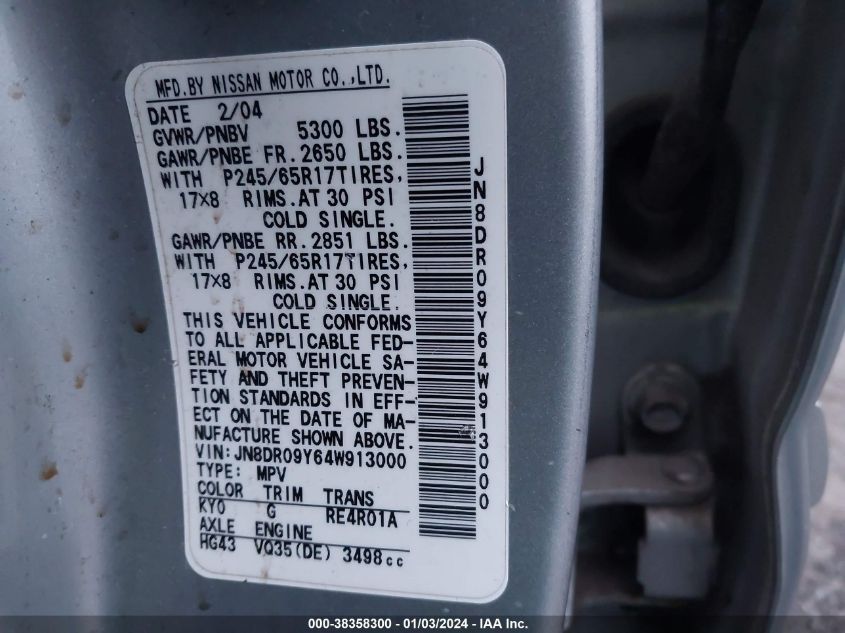 MFD.BY NISSAN MOTOR CO.,LTD.
DATE 2/04
GVWR/PNBV 5300 LBS.
GAWR/PNBE FR.2650 LBS.
WITH P245/65R17TIRES,
17×8 RIMS.AT 30 PSI
COLD SINGLE.
GAWR/PNBE RR.2851 LBS.
WITH P245/65R17TIRES,
17×8 RIMS.AT 30 PSI
COLD SINGLE.
THIS VEHICLE CONFORMS
TO ALL APPLICABLE FED-
ERAL MOTOR VEHICLE SA-
FETY AND THEFT PREVEN-
TION STANDARDS IN EFF-
ECT ON THE DATE OF MA-
NUFACTURE SHOWN ABOVE.
VIN:JN8DR09Y64W913000
TYPE: MPV
COLOR TRIM TRANS
KY0 G RE4R01A
AXLE ENGINE
HG43 VQ35(DE) 3498cc
JN8DR09Y64W913000
000-38358300 - 01/03/2024 - IAA Inc.